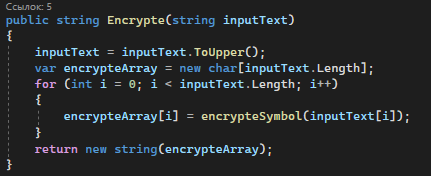 Ссылок: 5
public string Encrypte(string inputText)
{
inputText = inputText.ToUpper();
var encrypteArray = new char[inputText.Length];
for (int i = 0; i < inputText.Length; i++)
{
encrypteArray[i] = encrypteSymbol(inputText[i]);
}
return new string(encrypteArray);
}